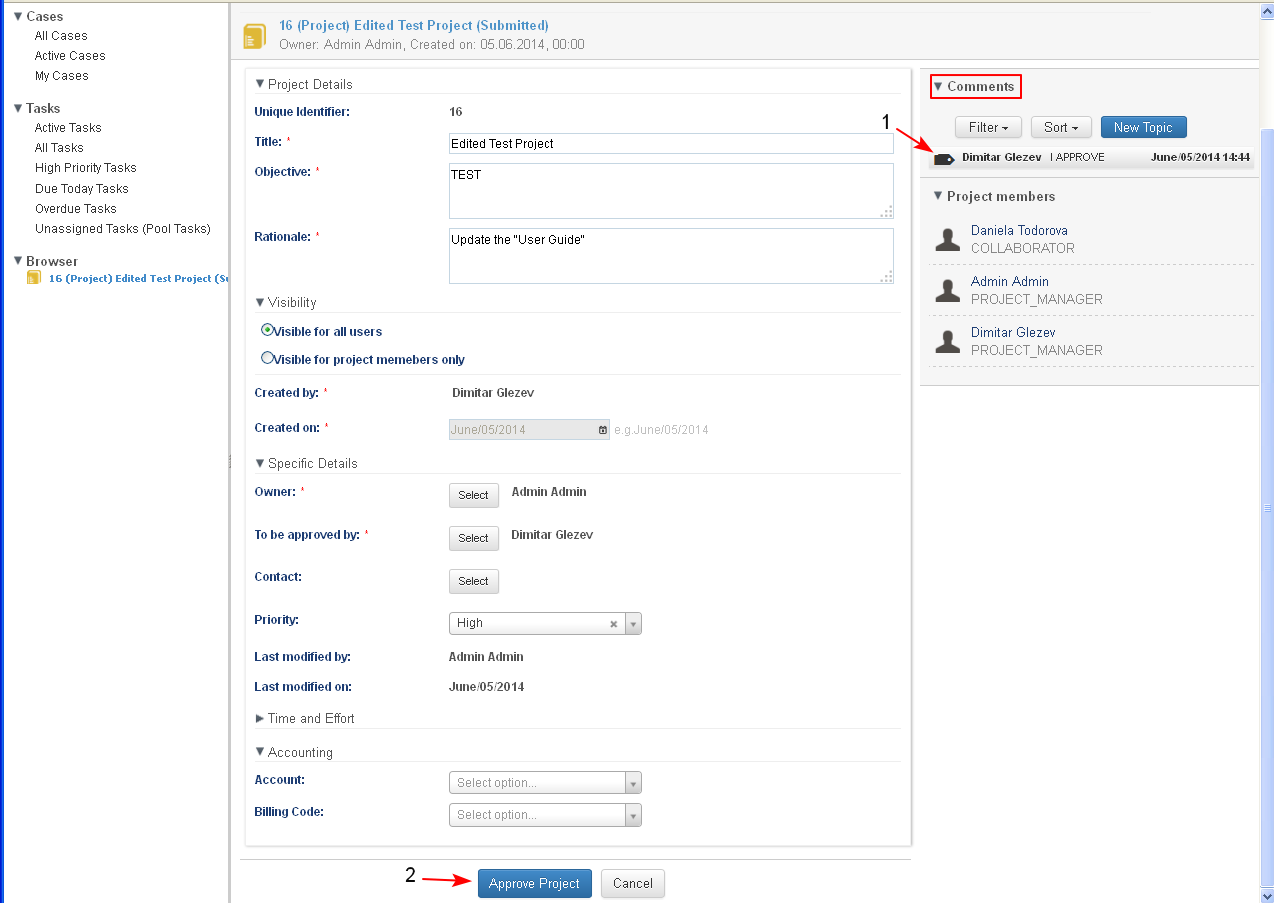 Cases
All Cases
Active Cases
My Cases
Tasks
Active Tasks
All Tasks
High Priority Tasks
Due Today Tasks
Overdue Tasks
Unassigned Tasks (Pool Tasks)
Browser
16 (Project) Edited Test Project (Su
16 (Project) Edited Test Project (Submitted)
Owner: Admin Admin, Created on: 05.06.2014, 00:00
Project Details
Unique Identifier: 16
Title: * Edited Test Project
Objective: * TEST
Rationale: * Update the "User Guide"
Visibility
Visible for all users
Visible for project memebers only
Created by: * Dimitar Glezev
Created on: * June/05/2014 e.g.June/05/2014
Specific Details
Owner: * Select Admin Admin
To be approved by: * Select Dimitar Glezev
Contact: Select
Priority: High
Last modified by: Admin Admin
Last modified on: June/05/2014
Time and Effort
Accounting
Account: Select option...
Billing Code: Select option...
2 Approve Project Cancel
Comments
1 Filter Sort New Topic
Dimitar Glezev I APPROVE June/05/2014 14:44
Project members
Daniela Todorova
COLLABORATOR
Admin Admin
PROJECT_MANAGER
Dimitar Glezev
PROJECT_MANAGER